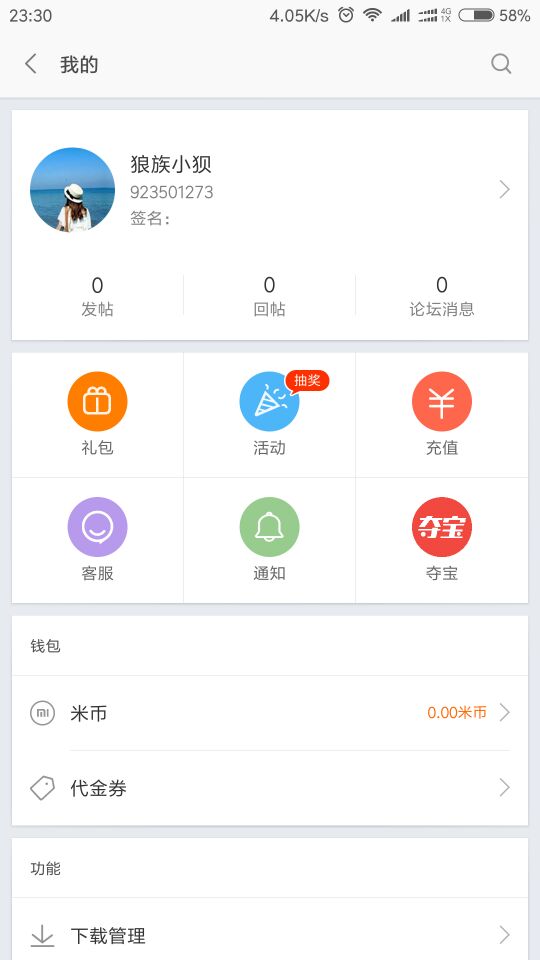 23:30 4.05K/s 4G 1X 58%
我的
狼族小狈
923501273
签名：
0 0 0
发帖 回帖 论坛消息
抽奖
礼包 活动 充值
夺宝
客服 通知 夺宝
钱包
米币 0.00米币
代金券
功能
下载管理